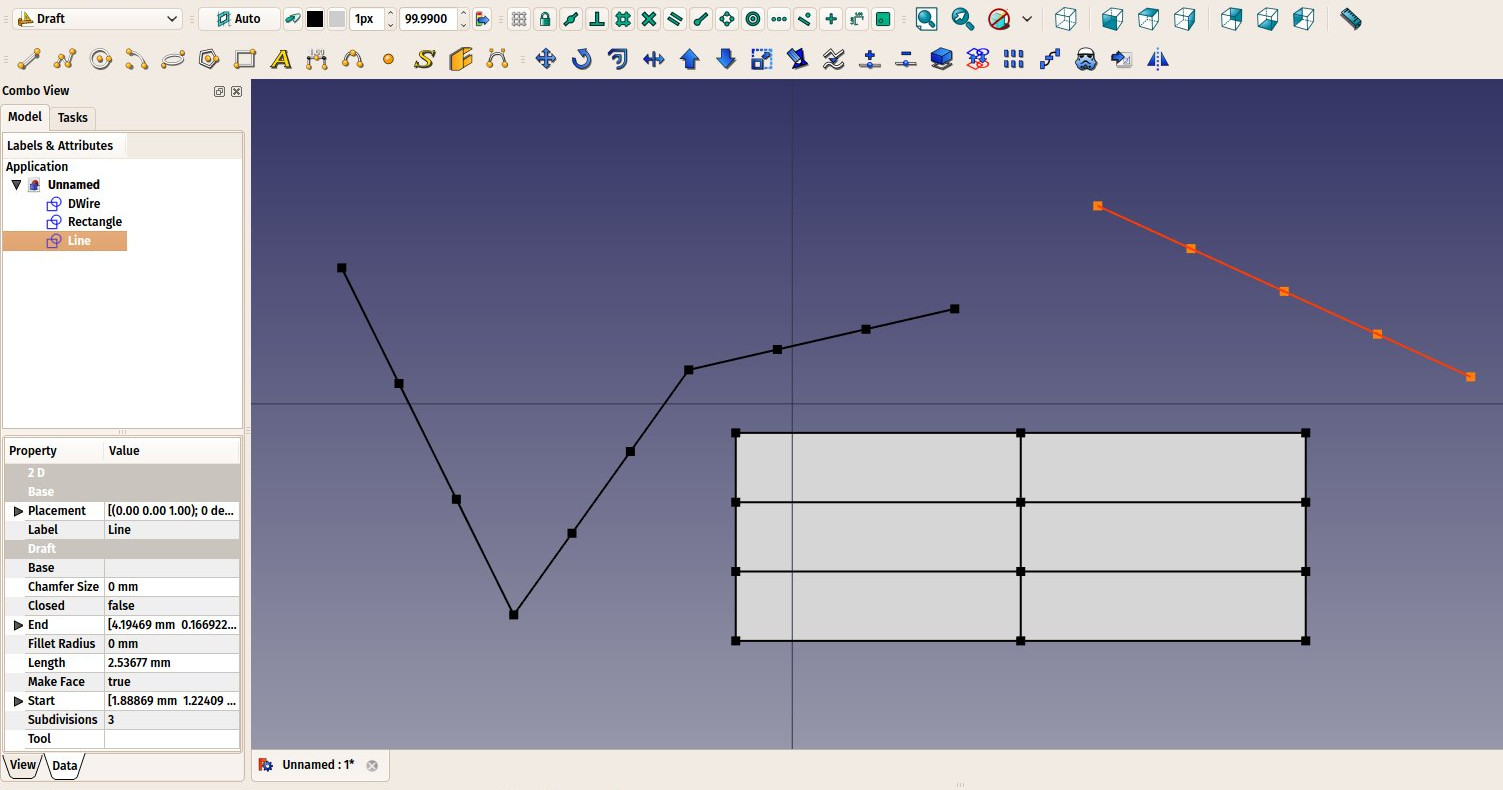 Draft Auto 1px 99.9900
Combo View
Model Tasks
Labels & Attributes
Application
Unnamed
DWire
Rectangle
Line
Property Value
2 D
Base
Placement [(0.00 0.00 1.00); 0 de...
Label Line
Draft
Base
Chamfer Size 0 mm
Closed false
End [4.19469 mm 0.166922...
Fillet Radius 0 mm
Length 2.53677 mm
Make Face true
Start [1.88869 mm 1.22409 ...
Subdivisions 3
Tool
View Data
Unnamed : 1*